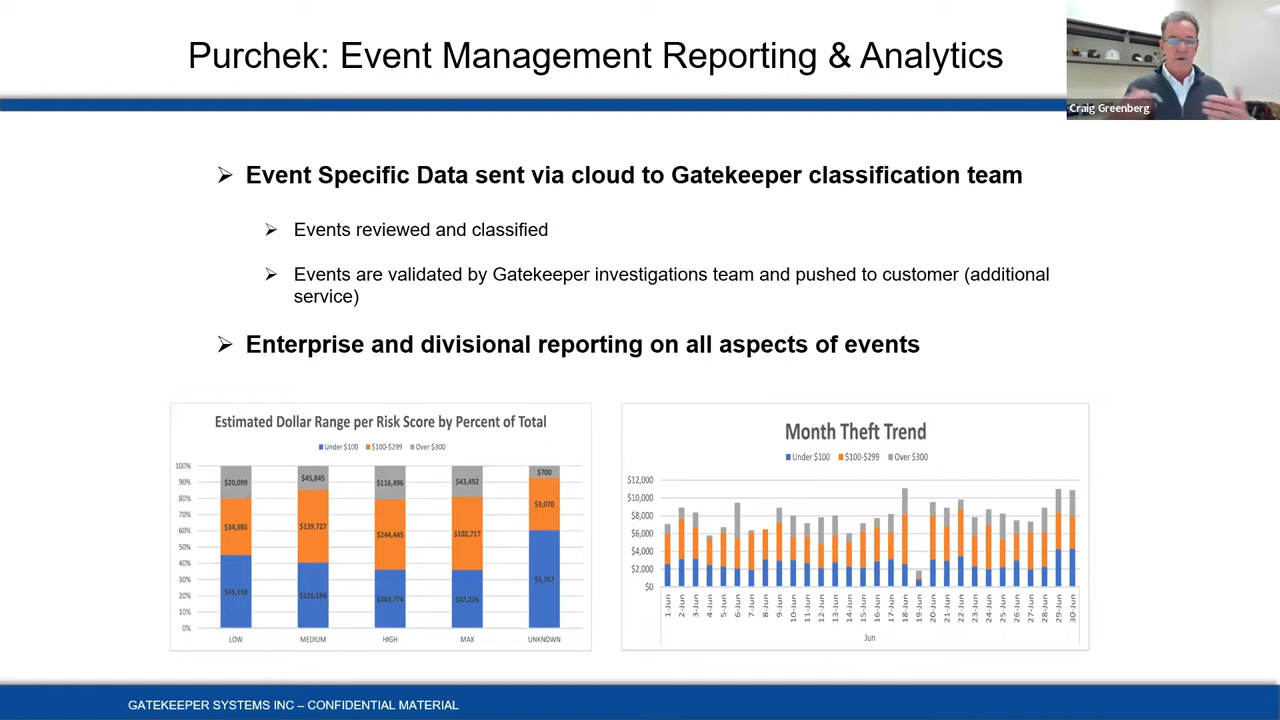 Purchek: Event Management Reporting & Analytics
Craig Greenberg
➢ Event Specific Data sent via cloud to Gatekeeper classification team
➢ Events reviewed and classified
➢ Events are validated by Gatekeeper investigations team and pushed to customer (additional
service)
➢ Enterprise and divisional reporting on all aspects of events
Estimated Dollar Range per Risk Score by Percent of Total
Under $100 $100-$299 Over $300
100%
90%
80%
70%
60%
50%
40%
30%
20%
10%
0%
$20,099 $45,845 $116,496 $43,492 $700
$34,905 $139,727 $244,445 $102,717 $3,070
$45,198 $126,184 $203,774 $87,226 $5,767
LOW MEDIUM HIGH MAX UNKNOWN
Month Theft Trend
Under $100 $100-$299 Over $300
$12,000
$10,000
$8,000
$6,000
$4,000
$2,000
$0
1-Jun 2-Jun 3-Jun 4-Jun 5-Jun 6-Jun 7-Jun 8-Jun 9-Jun 10-Jun 11-Jun 12-Jun 13-Jun 14-Jun 15-Jun 16-Jun 17-Jun 18-Jun 19-Jun 20-Jun 21-Jun 22-Jun 23-Jun 24-Jun 25-Jun 26-Jun 27-Jun 28-Jun 29-Jun 30-Jun
Jun
GATEKEEPER SYSTEMS INC – CONFIDENTIAL MATERIAL